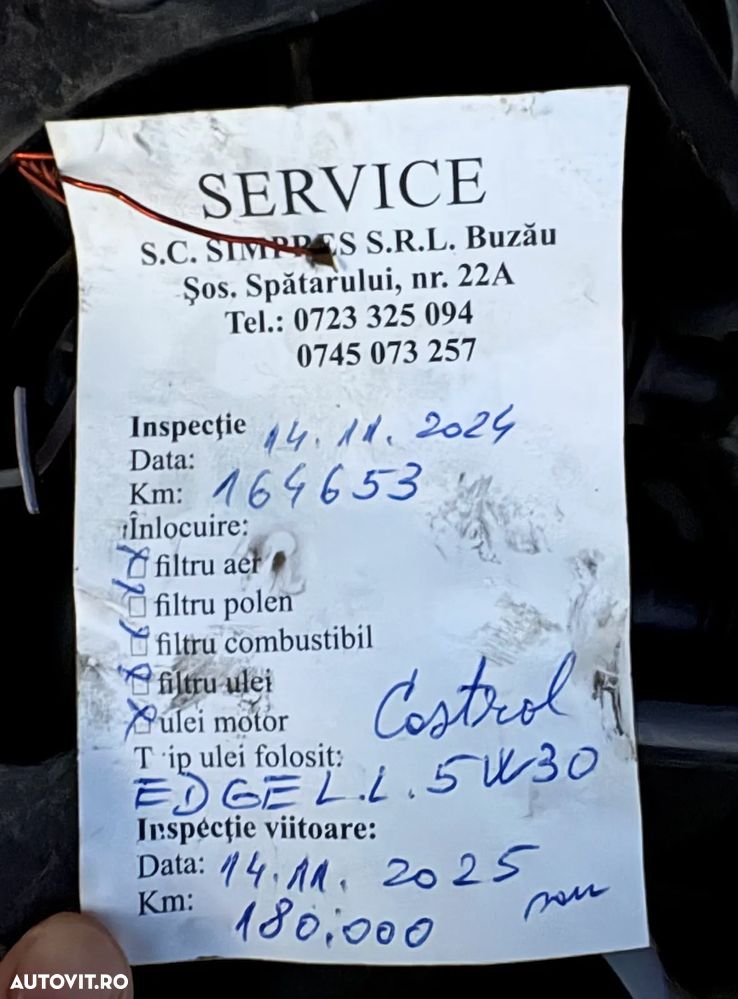 SERVICE
S.C. SIMPRES S.R.L. Buzău
Şos. Spătarului, nr. 22A
Tel.: 0723 325 094
0745 073 257
Inspecţie 14.11.2024
Data:
Km: 164653
Înlocuire:
filtru aer
filtru polen
filtru combustibil
filtru ulei
ulei motor Castrol
Tip ulei folosit:
EDGE L.L. 5W30
Inspecţie viitoare:
Data: 14.11.2025
Km: 180.000 sau
AUTOVIT.RO